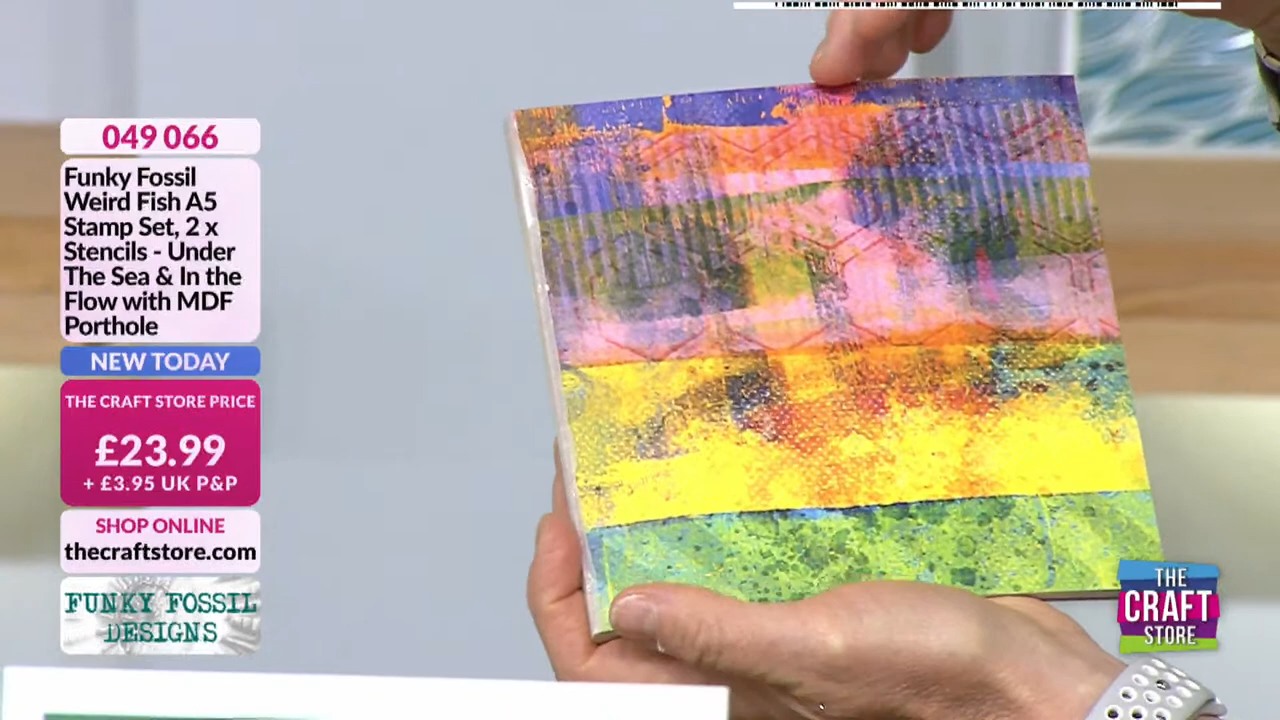 049 066
Funky Fossil
Weird Fish A5
Stamp Set, 2 x
Stencils - Under
The Sea & In the
Flow with MDF
Porthole
NEW TODAY
THE CRAFT STORE PRICE
£23.99
+ £3.95 UK P&P
SHOP ONLINE
thecraftstore.com
FUNKY FOSSIL
DESIGNS
THE
CRAFT
STORE